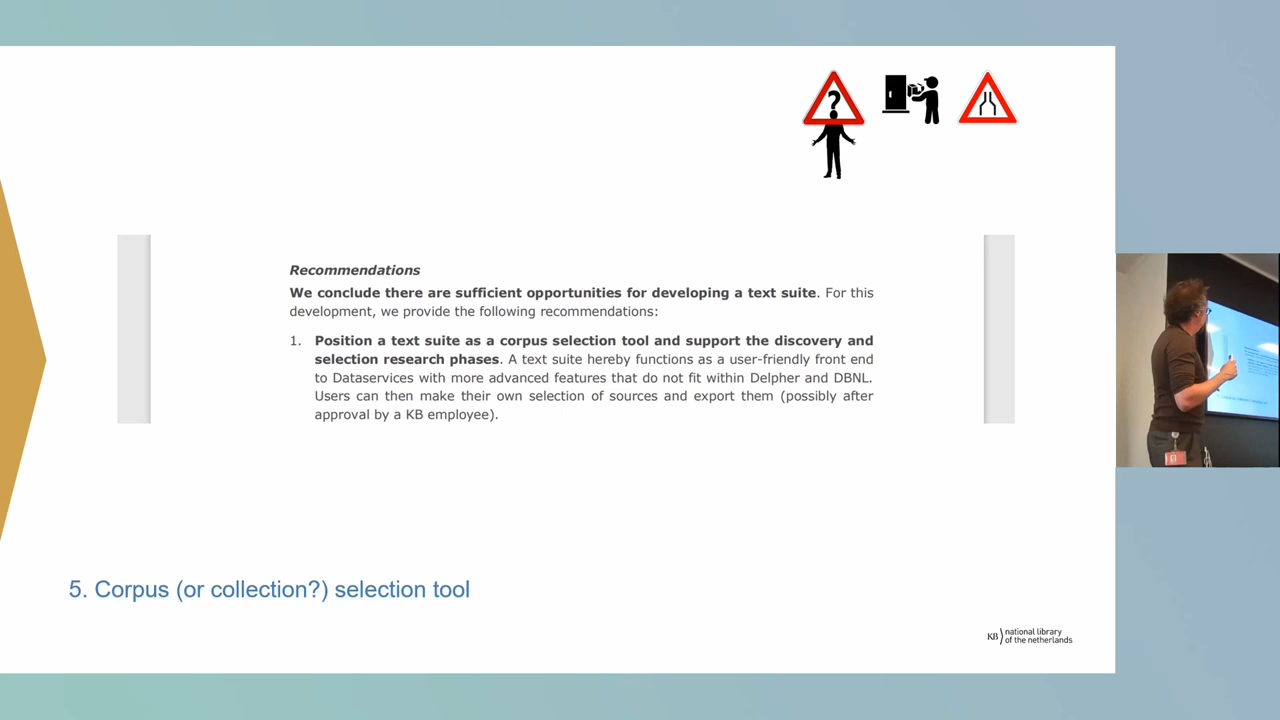 ?
Recommendations
We conclude there are sufficient opportunities for developing a text suite. For this
development, we provide the following recommendations:
1. Position a text suite as a corpus selection tool and support the discovery and
selection research phases. A text suite hereby functions as a user-friendly front end
to Dataservices with more advanced features that do not fit within Delpher and DBNL.
Users can then make their own selection of sources and export them (possibly after
approval by a KB employee).
5. Corpus (or collection?) selection tool
KB national library
of the netherlands